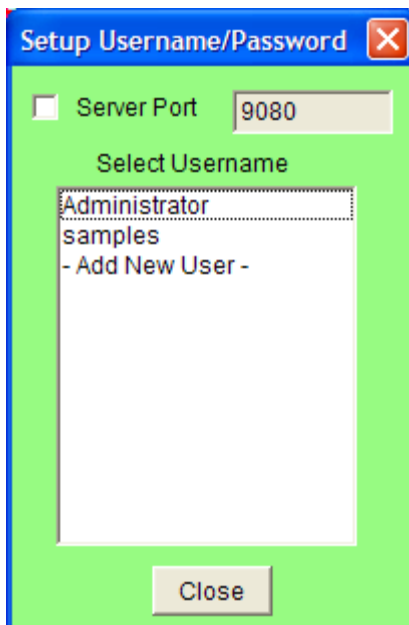 Setup Username/Password
Server Port 9080
Select Username
Administrator
samples
- Add New User -
Close